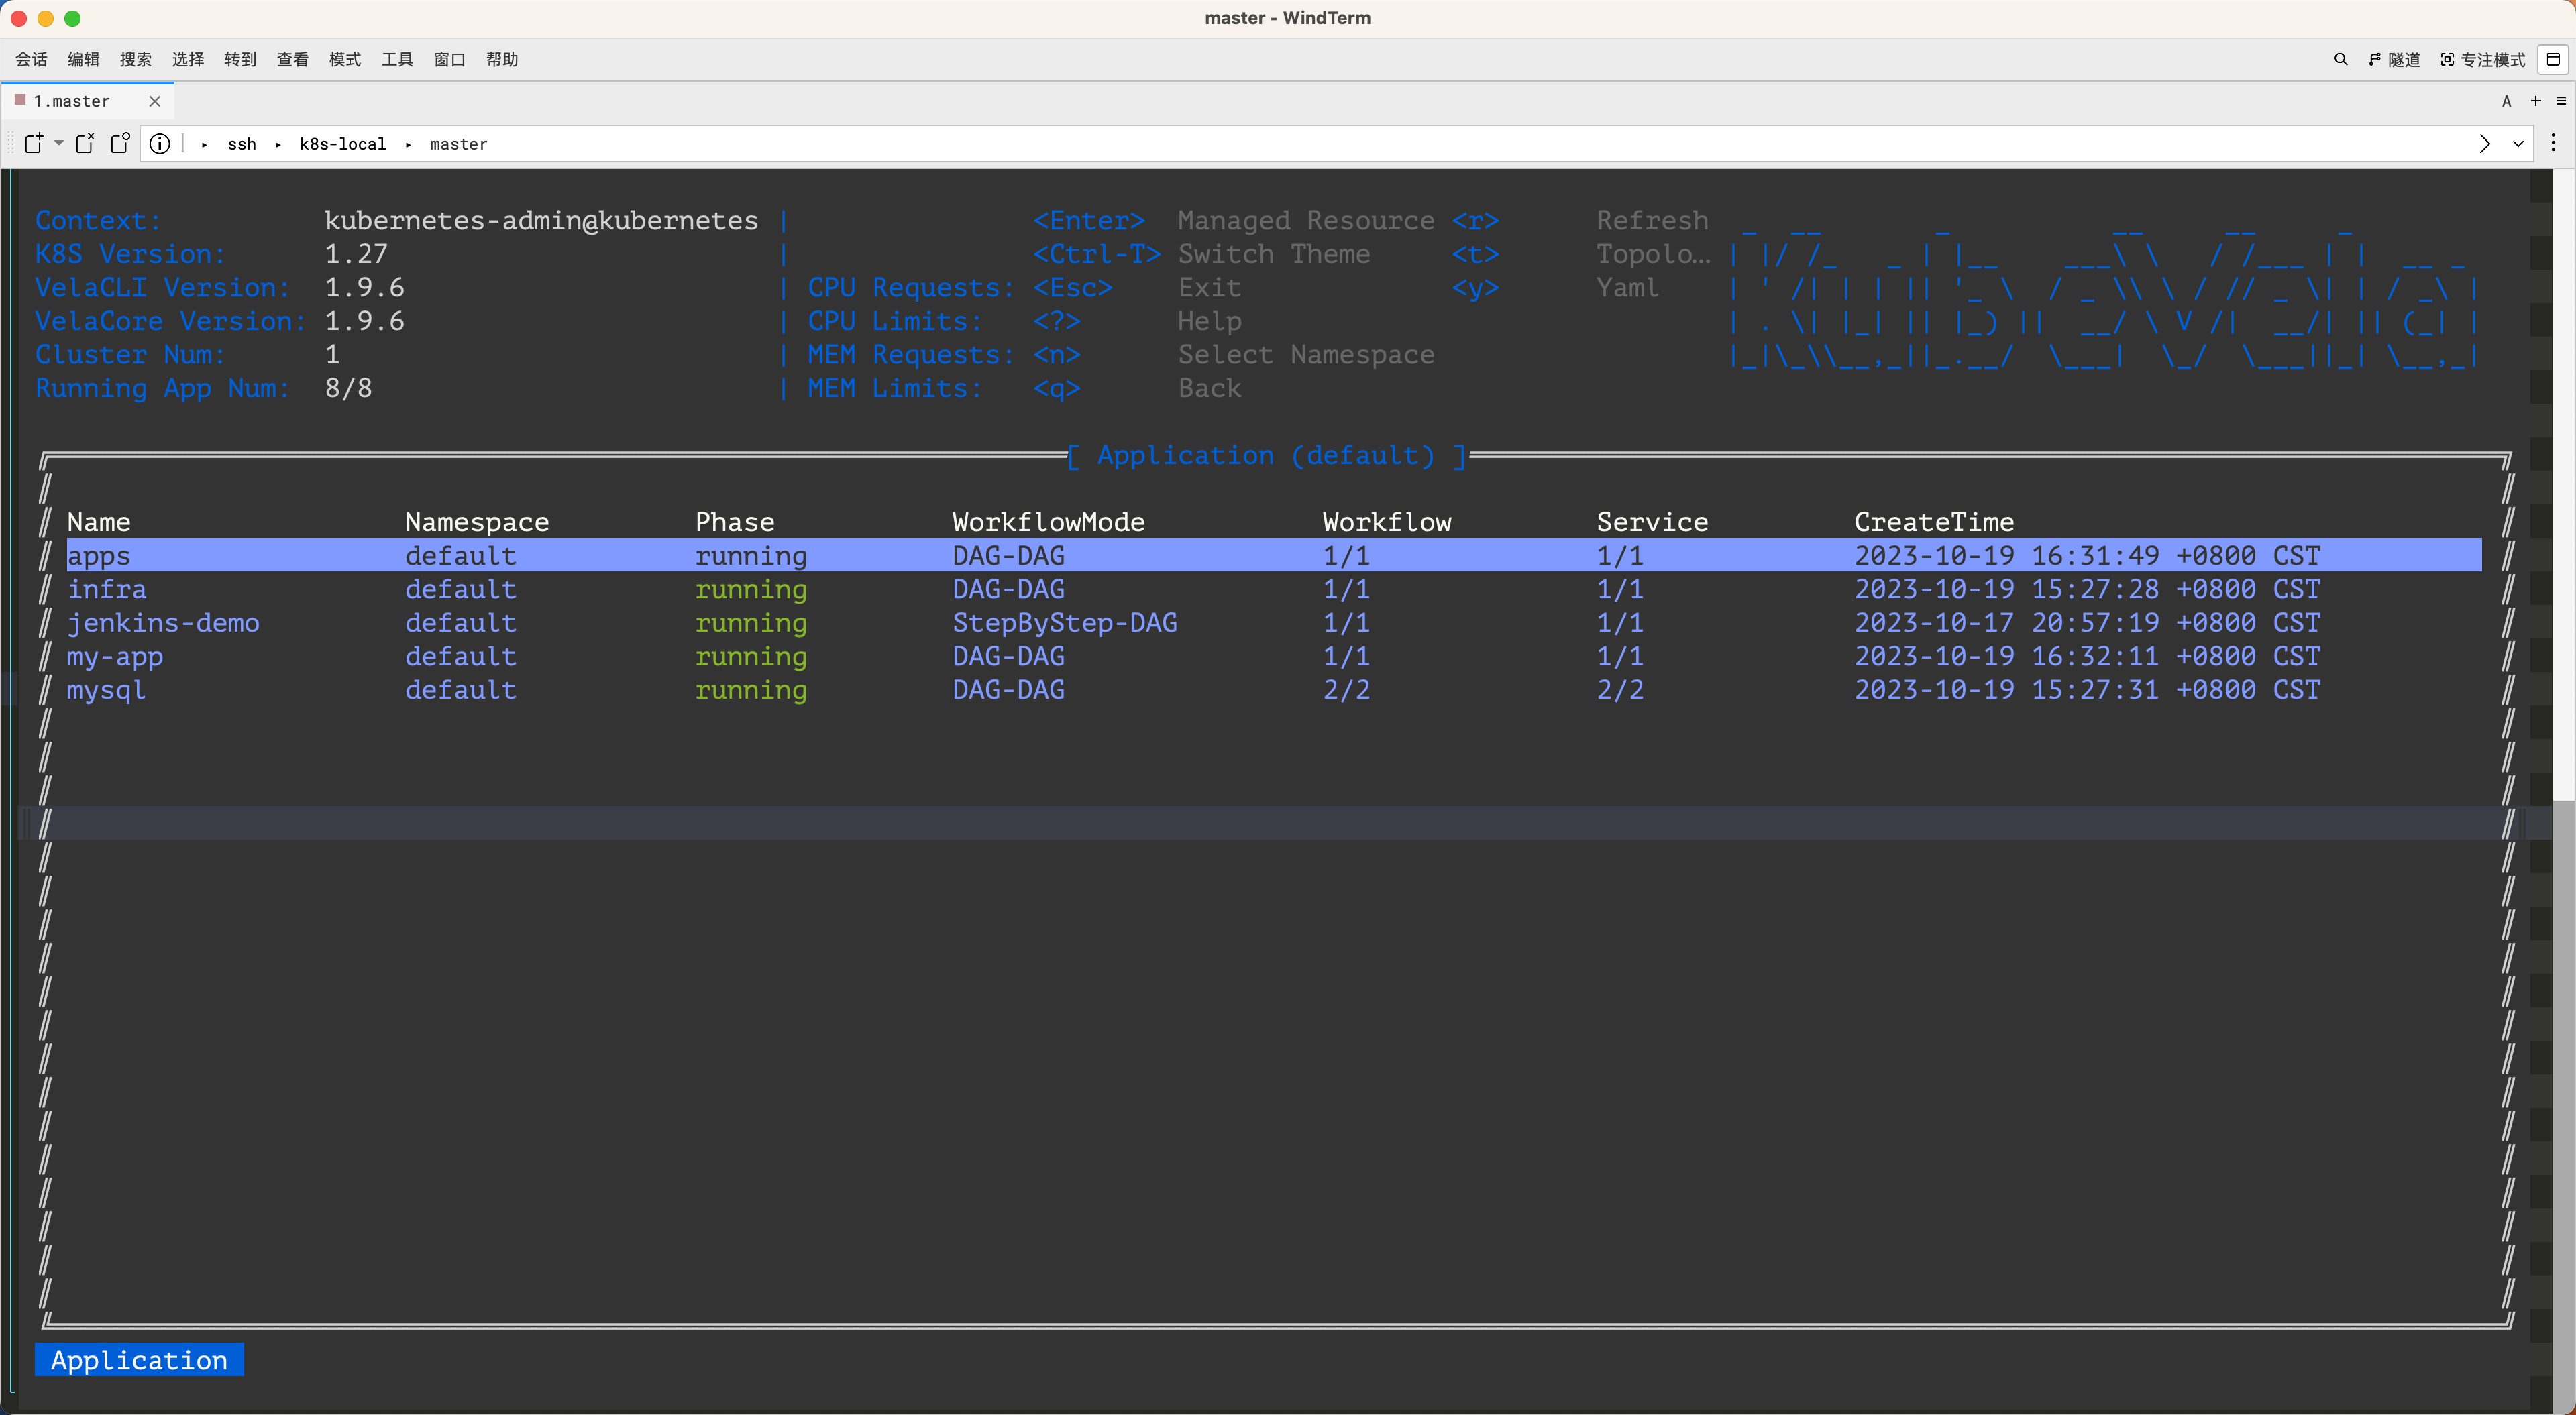 master - WindTerm
会话 编辑 搜索 选择 转到 查看 模式 工具 窗口 帮助 隧道 专注模式
1.master A
ssh k8s-local master
Context: kubernetes-admin@kubernetes | <Enter> Managed Resource <r> Refresh
K8S Version: 1.27 | <Ctrl-T> Switch Theme <t> Topolo…
VelaCLI Version: 1.9.6 | CPU Requests: <Esc> Exit <y> Yaml
VelaCore Version: 1.9.6 | CPU Limits: <?> Help
Cluster Num: 1 | MEM Requests: <n> Select Namespace
Running App Num: 8/8 | MEM Limits: <q> Back
KubeVela
[ Application (default) ]
Name Namespace Phase WorkflowMode Workflow Service CreateTime
apps default running DAG-DAG 1/1 1/1 2023-10-19 16:31:49 +0800 CST
infra default running DAG-DAG 1/1 1/1 2023-10-19 15:27:28 +0800 CST
jenkins-demo default running StepByStep-DAG 1/1 1/1 2023-10-17 20:57:19 +0800 CST
my-app default running DAG-DAG 1/1 1/1 2023-10-19 16:32:11 +0800 CST
mysql default running DAG-DAG 2/2 2/2 2023-10-19 15:27:31 +0800 CST
Application